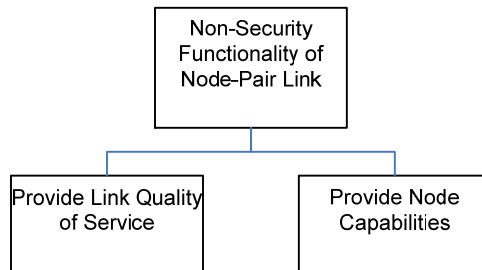 Non-Security
Functionality of
Node-Pair Link
Provide Link Quality
of Service
Provide Node
Capabilities